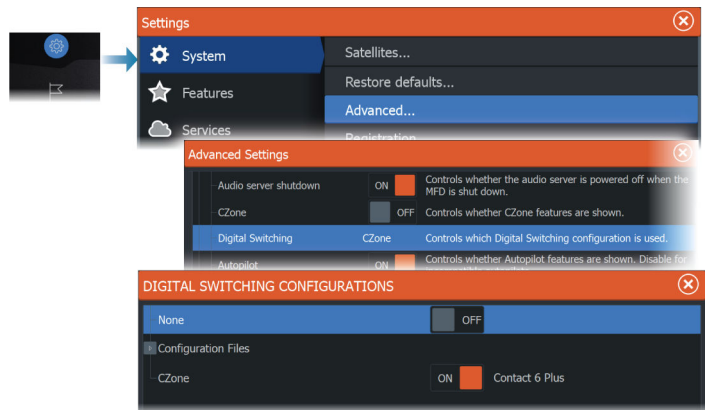 Settings
System
Satellites...
Restore defaults...
Features
Advanced...
Services
Registration
Advanced Settings
Audio server shutdown ON Controls whether the audio server is powered off when the
MFD is shut down.
CZone OFF Controls whether CZone features are shown.
Digital Switching CZone Controls which Digital Switching configuration is used.
Autopilot ON Controls whether Autopilot features are shown. Disable for
DIGITAL SWITCHING CONFIGURATIONS
None OFF
Configuration Files
CZone ON Contact 6 Plus